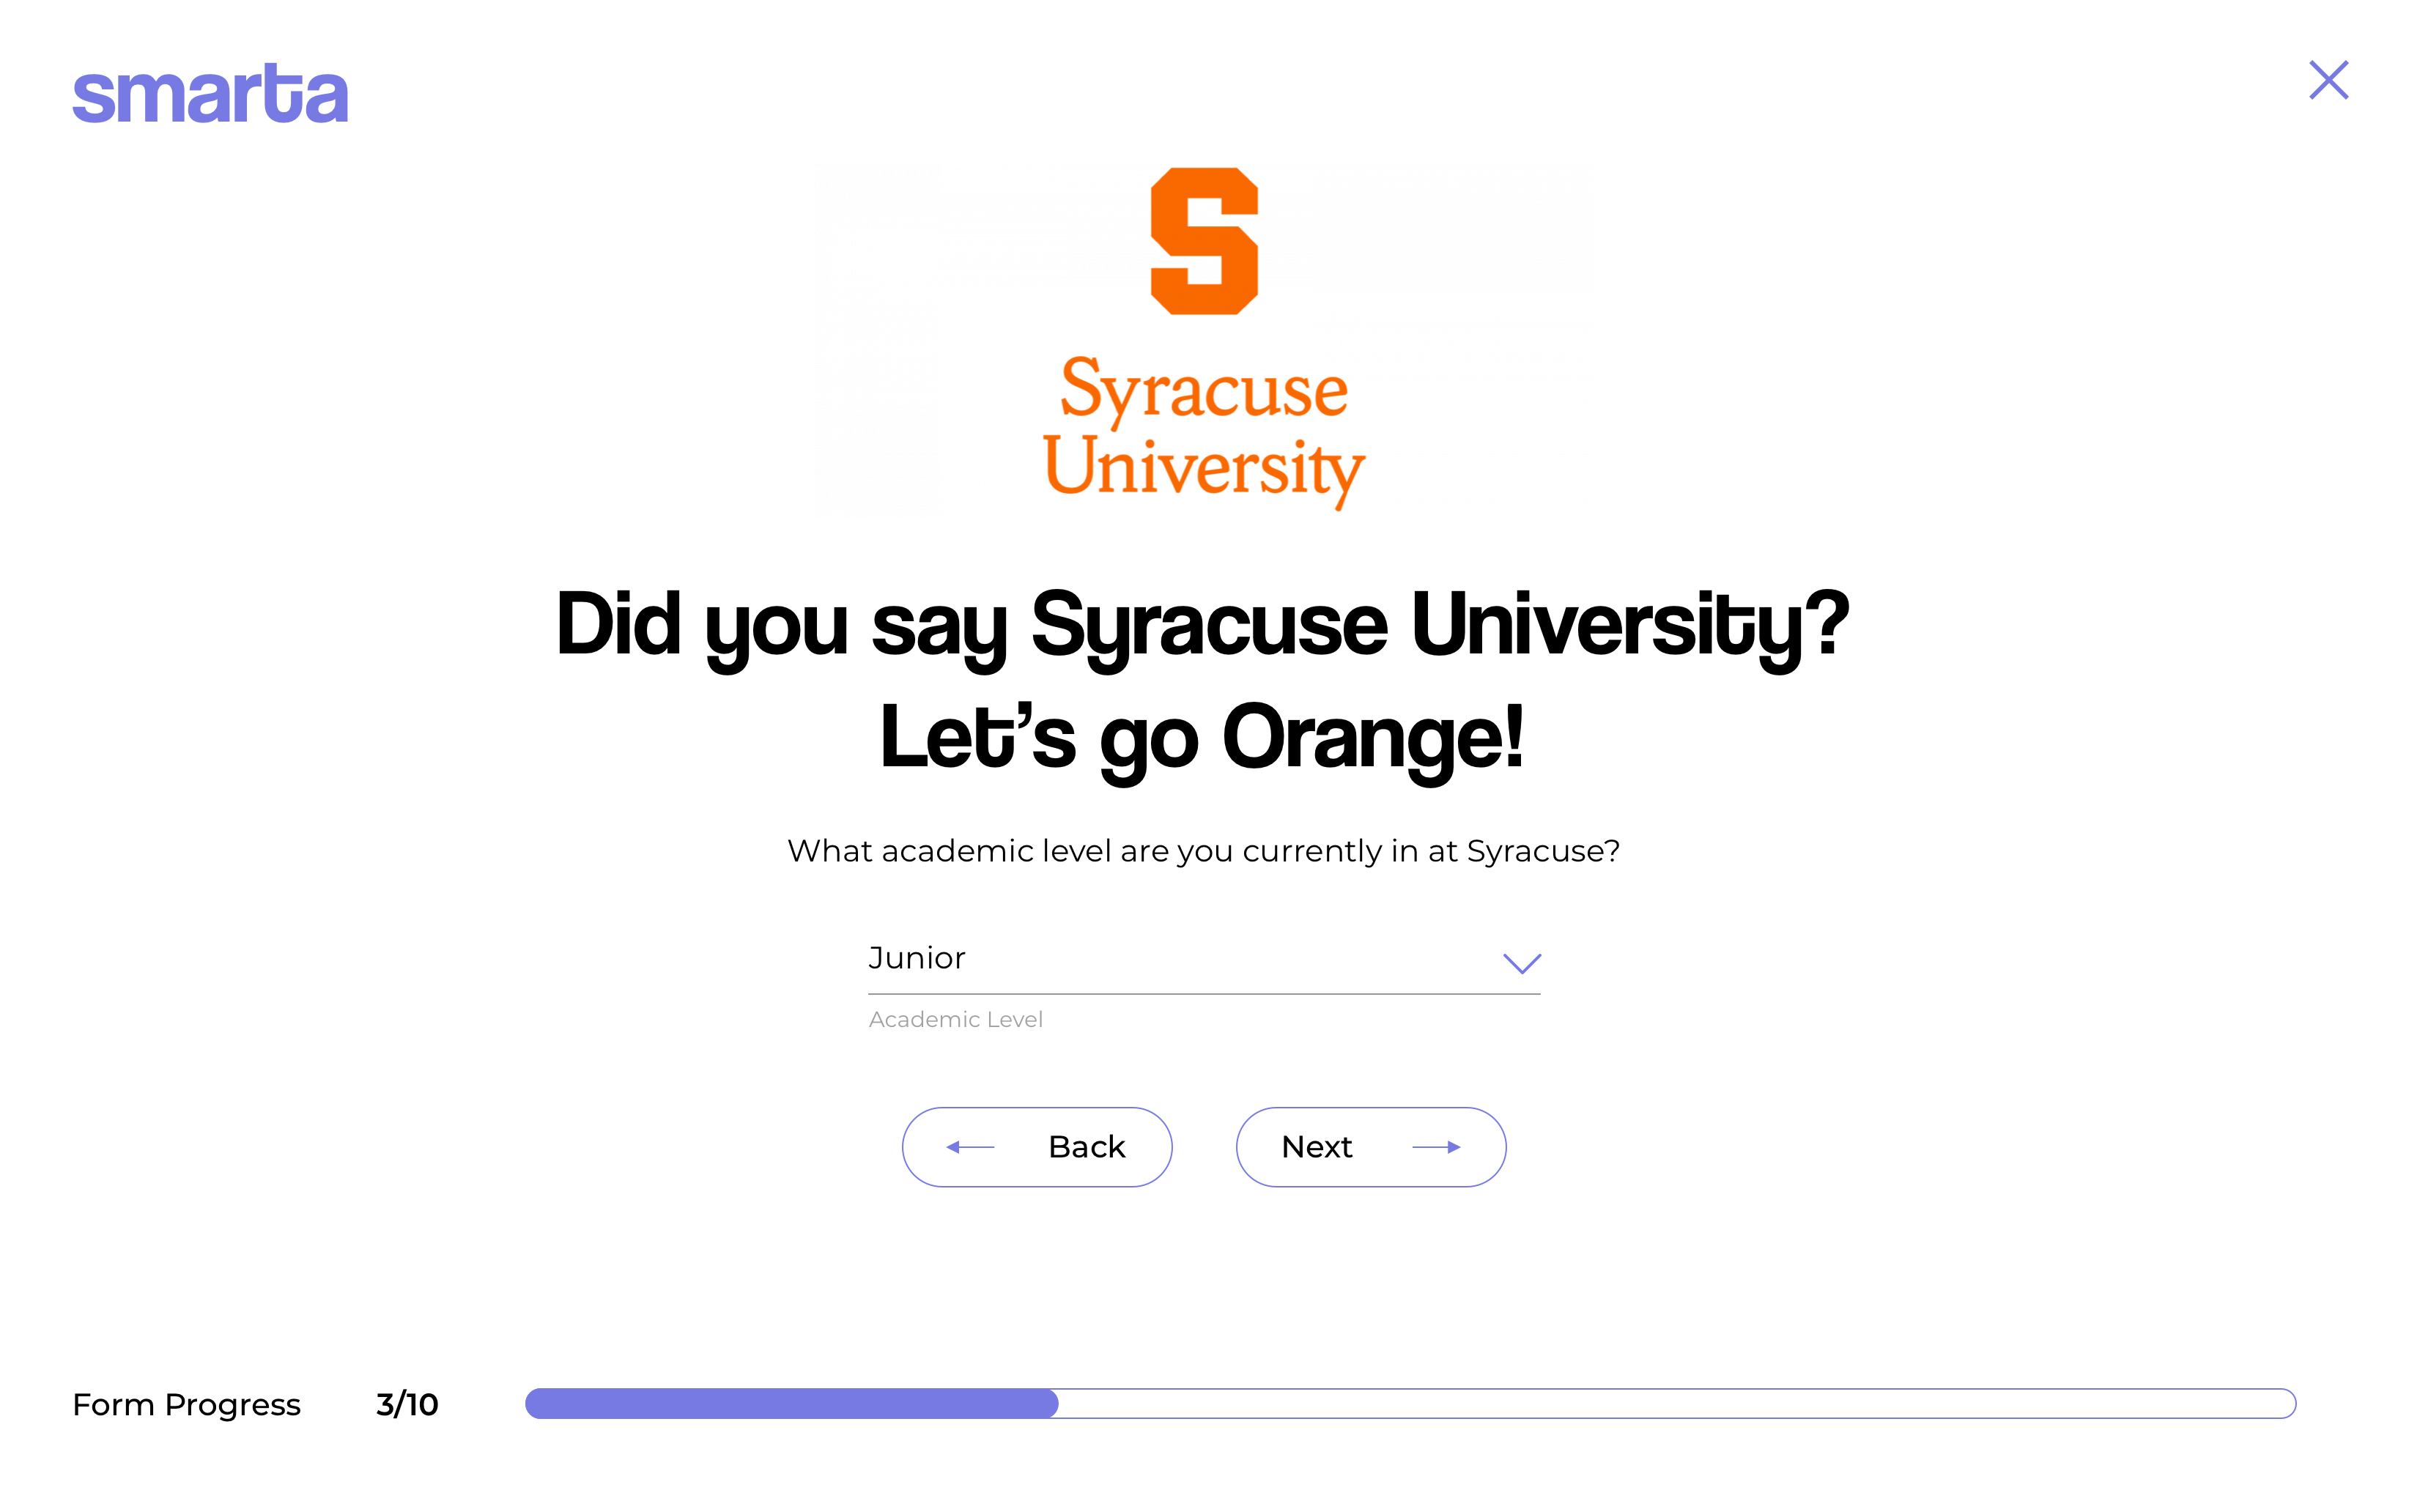 smarta
S
Syracuse
University
Did you say Syracuse University?
Let’s go Orange!
What academic level are you currently in at Syracuse?
Junior
Academic Level
Back
Next
Form Progress 3/10